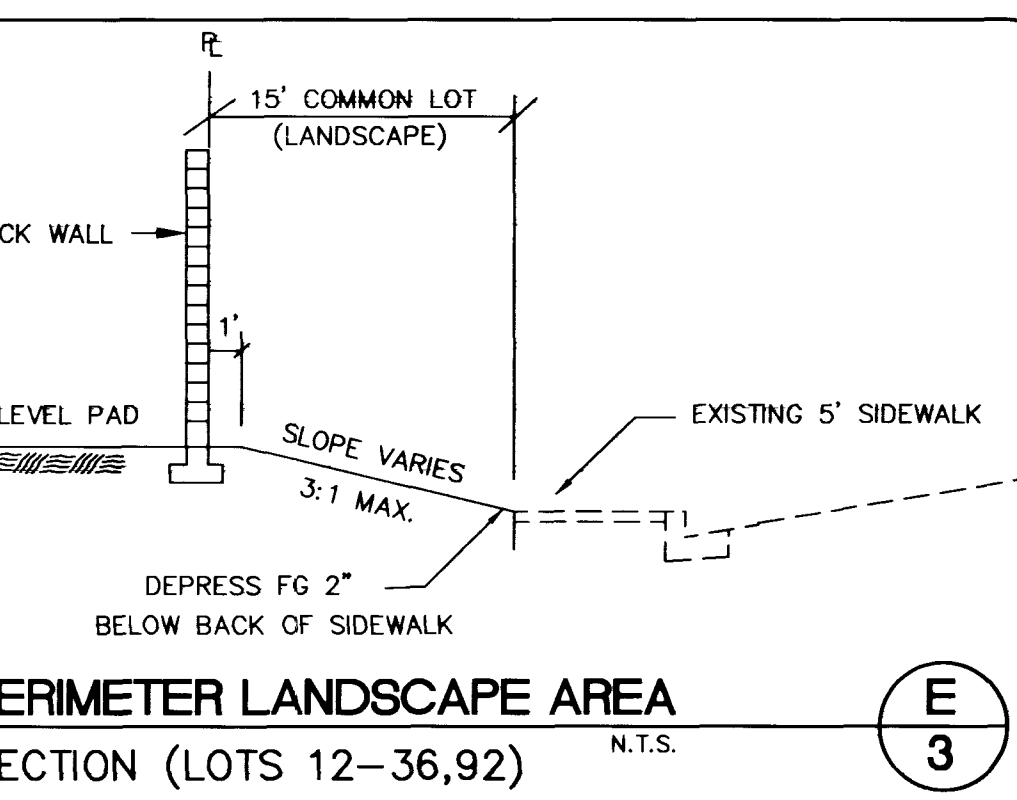 PL
15' COMMON LOT
(LANDSCAPE)
CK WALL
1'
LEVEL PAD
SLOPE VARIES
3:1 MAX.
EXISTING 5' SIDEWALK
DEPRESS FG 2"
BELOW BACK OF SIDEWALK
ERIMETER LANDSCAPE AREA
E
ECTION (LOTS 12-36,92)
N.T.S.
3